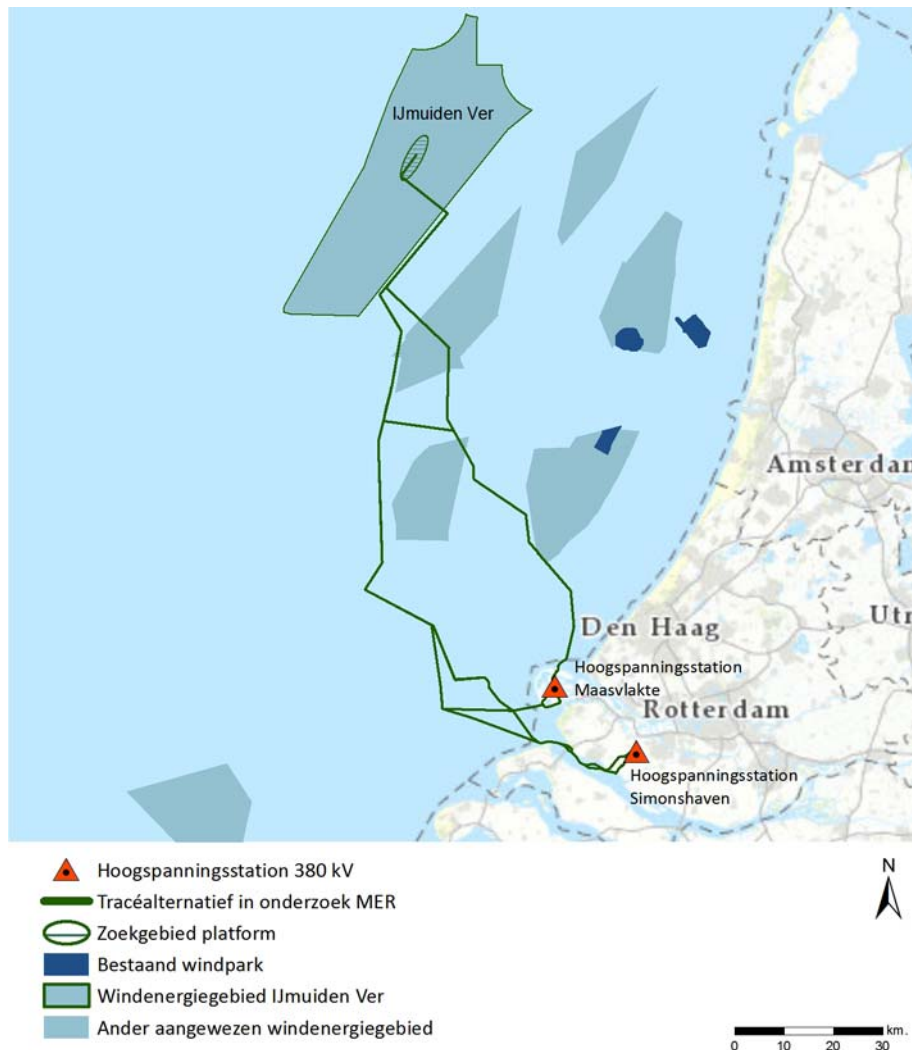 IJmuiden Ver
Amsterdam
Utr
Den Haag
Hoogspanningsstation
Maasvlakte
Rotterdam
Hoogspanningsstation
Simonshaven
Hoogspanningsstation 380 kV
Tracéalternatief in onderzoek MER
Zoekgebied platform
Bestaand windpark
Windenergiegebied IJmuiden Ver
Ander aangewezen windenergiegebied
N
km.
0 10 20 30